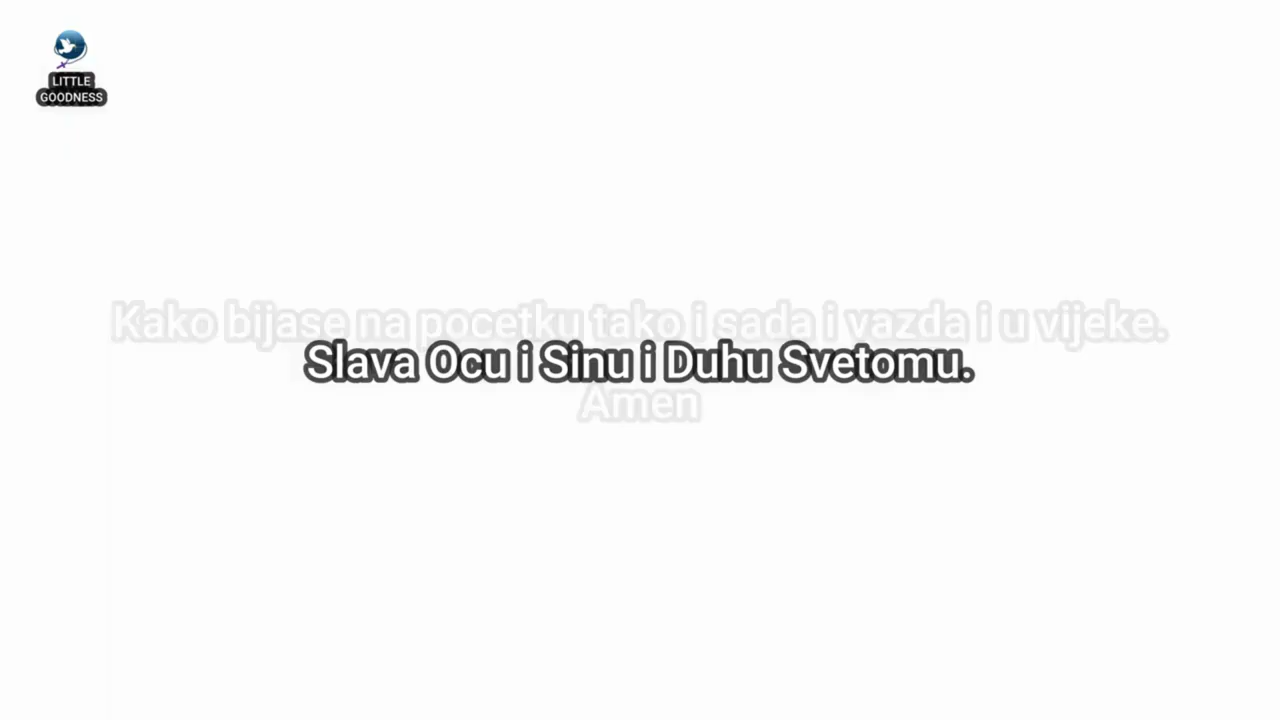 LITTLE
GOODNESS
Kako bijase na pocetku tako i sada i vazda i u vijeke.
Slava Ocu i Sinu i Duhu Svetomu.
Amen